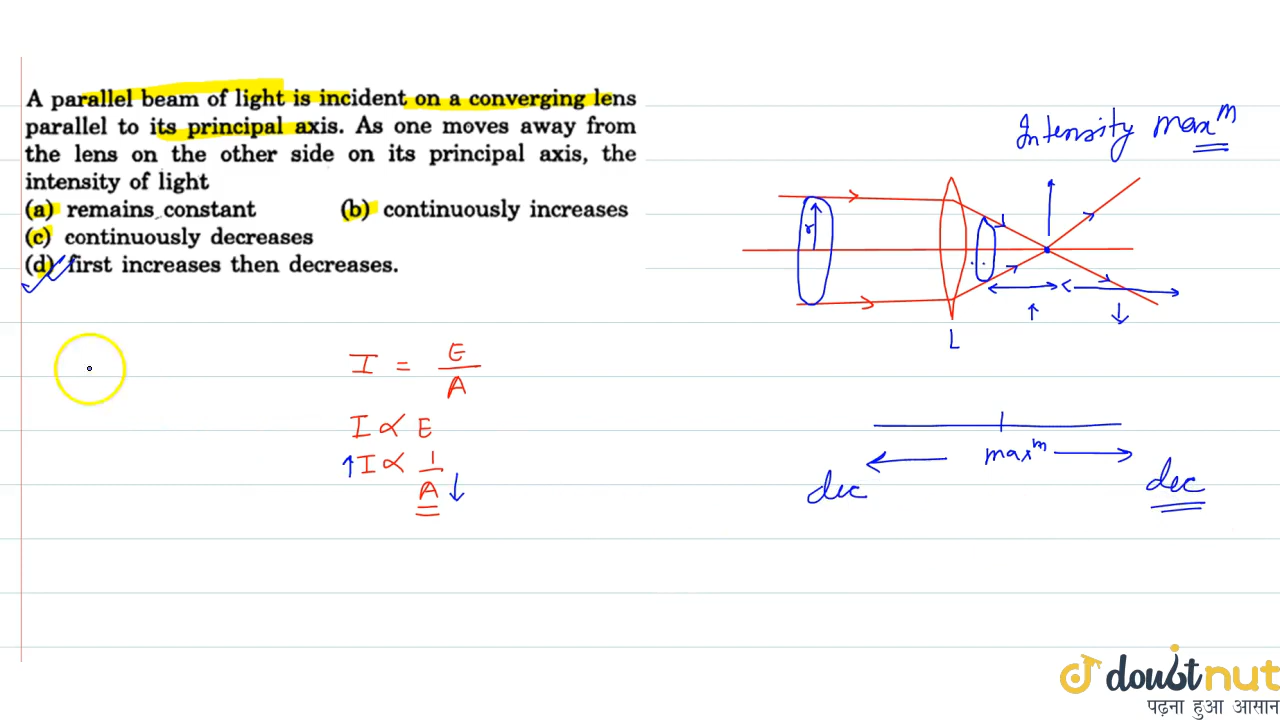 A parallel beam of light is incident on a converging lens
parallel to its principal axis. As one moves away from
the lens on the other side on its principal axis, the
intensity of light
(a) remains constant (b) continuously increases
(c) continuously decreases
(d) first increases then decreases.
Intensity maxᵐ
r
L
↑ ↓
I = E/A
I ∝ E
↑ I ∝ 1/A ↓
maxᵐ
dec dec
doubtnut
पढ़ना हुआ आसान